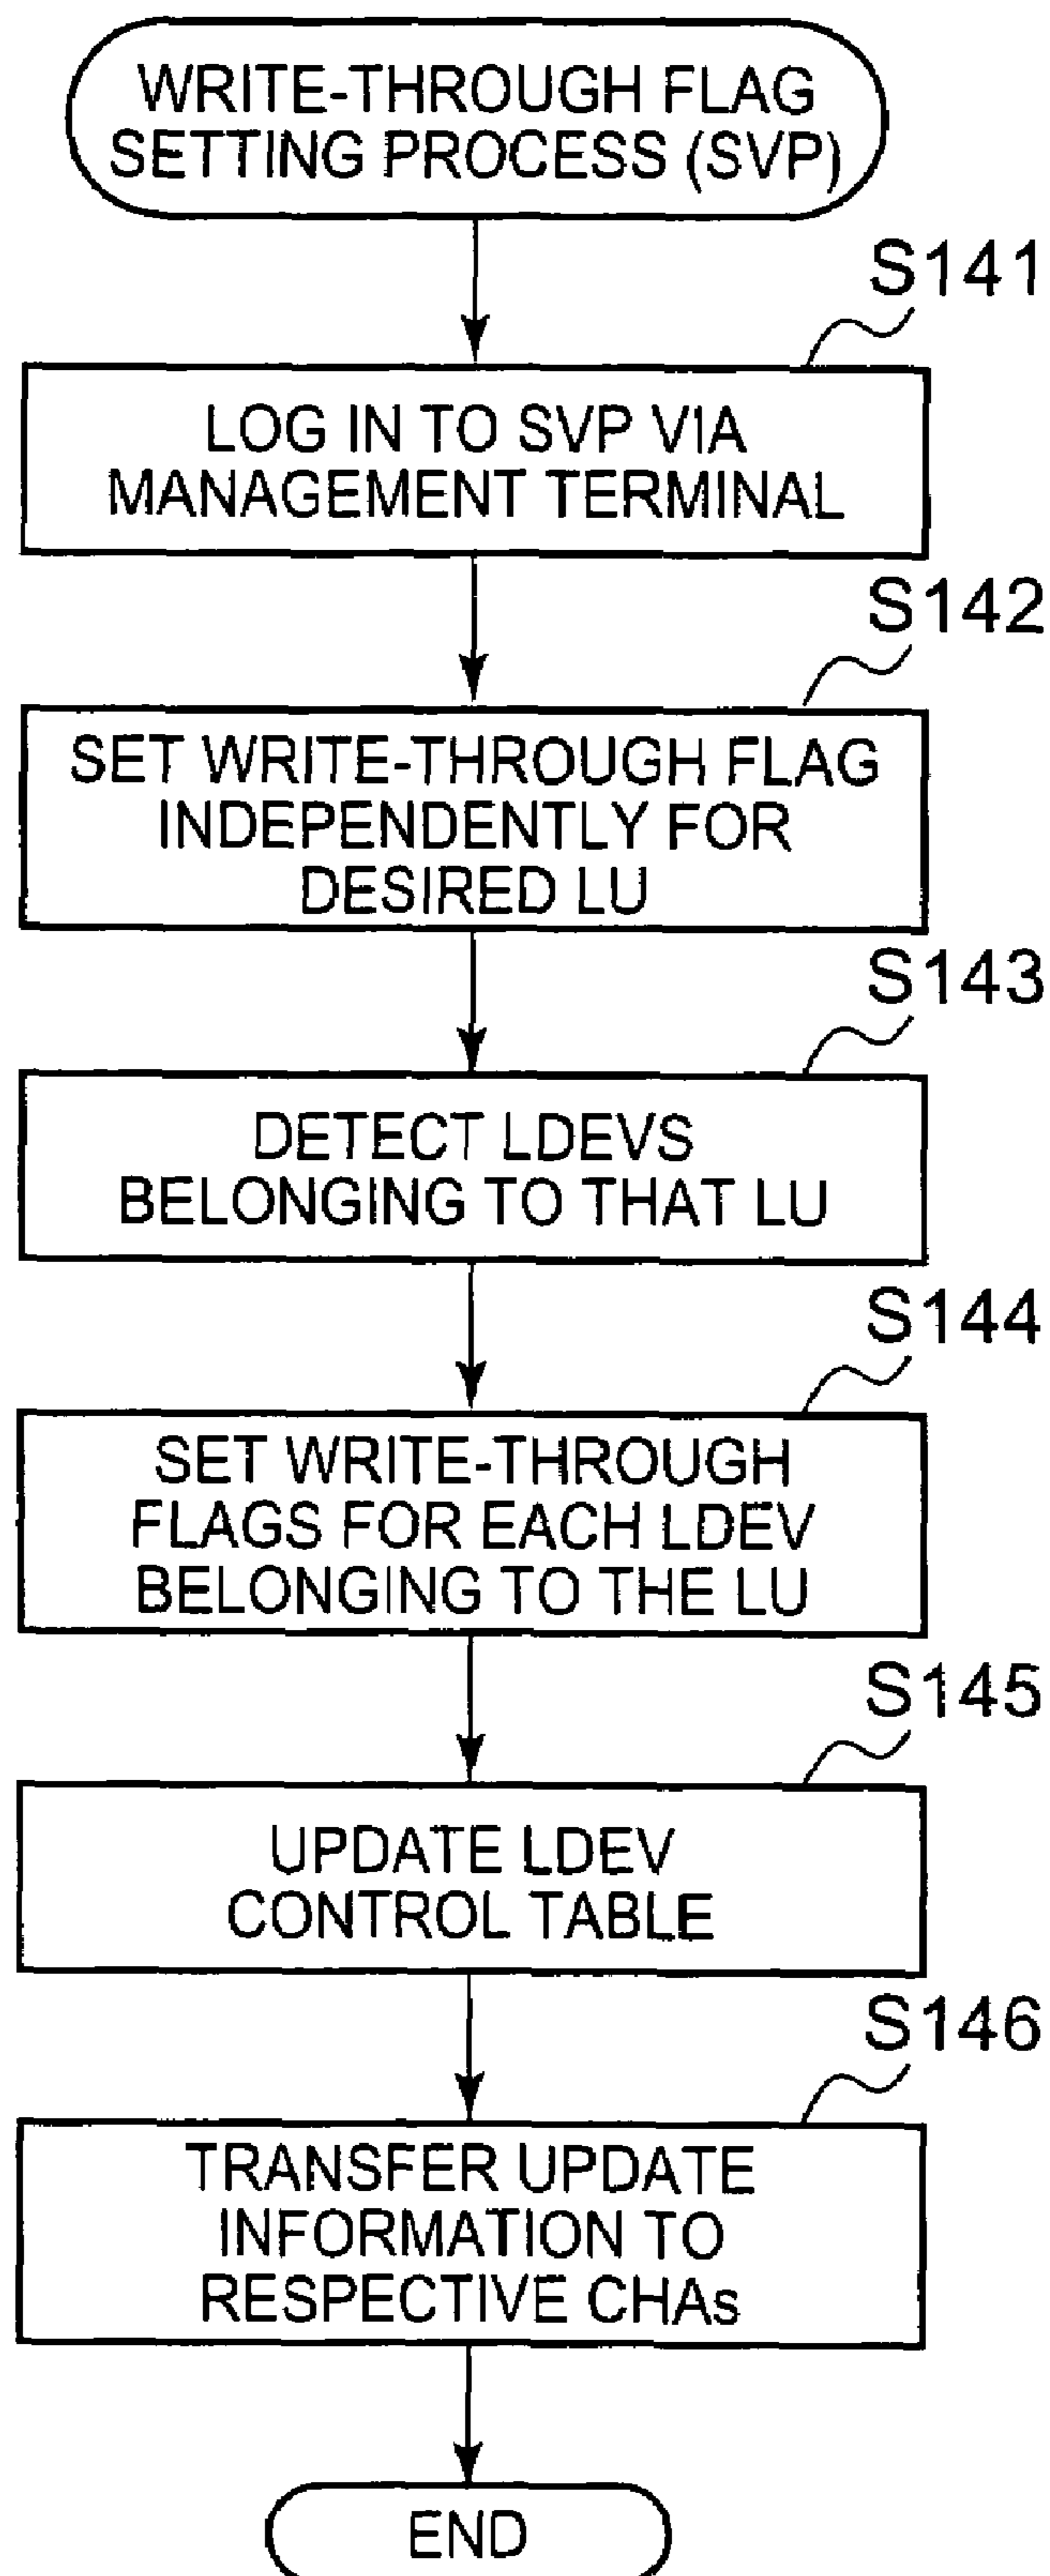 WRITE-THROUGH FLAG
SETTING PROCESS (SVP)
S141
LOG IN TO SVP VIA
MANAGEMENT TERMINAL
S142
SET WRITE-THROUGH FLAG
INDEPENDENTLY FOR
DESIRED LU
S143
DETECT LDEVS
BELONGING TO THAT LU
S144
SET WRITE-THROUGH
FLAGS FOR EACH LDEV
BELONGING TO THE LU
S145
UPDATE LDEV
CONTROL TABLE
S146
TRANSFER UPDATE
INFORMATION TO
RESPECTIVE CHAs
END